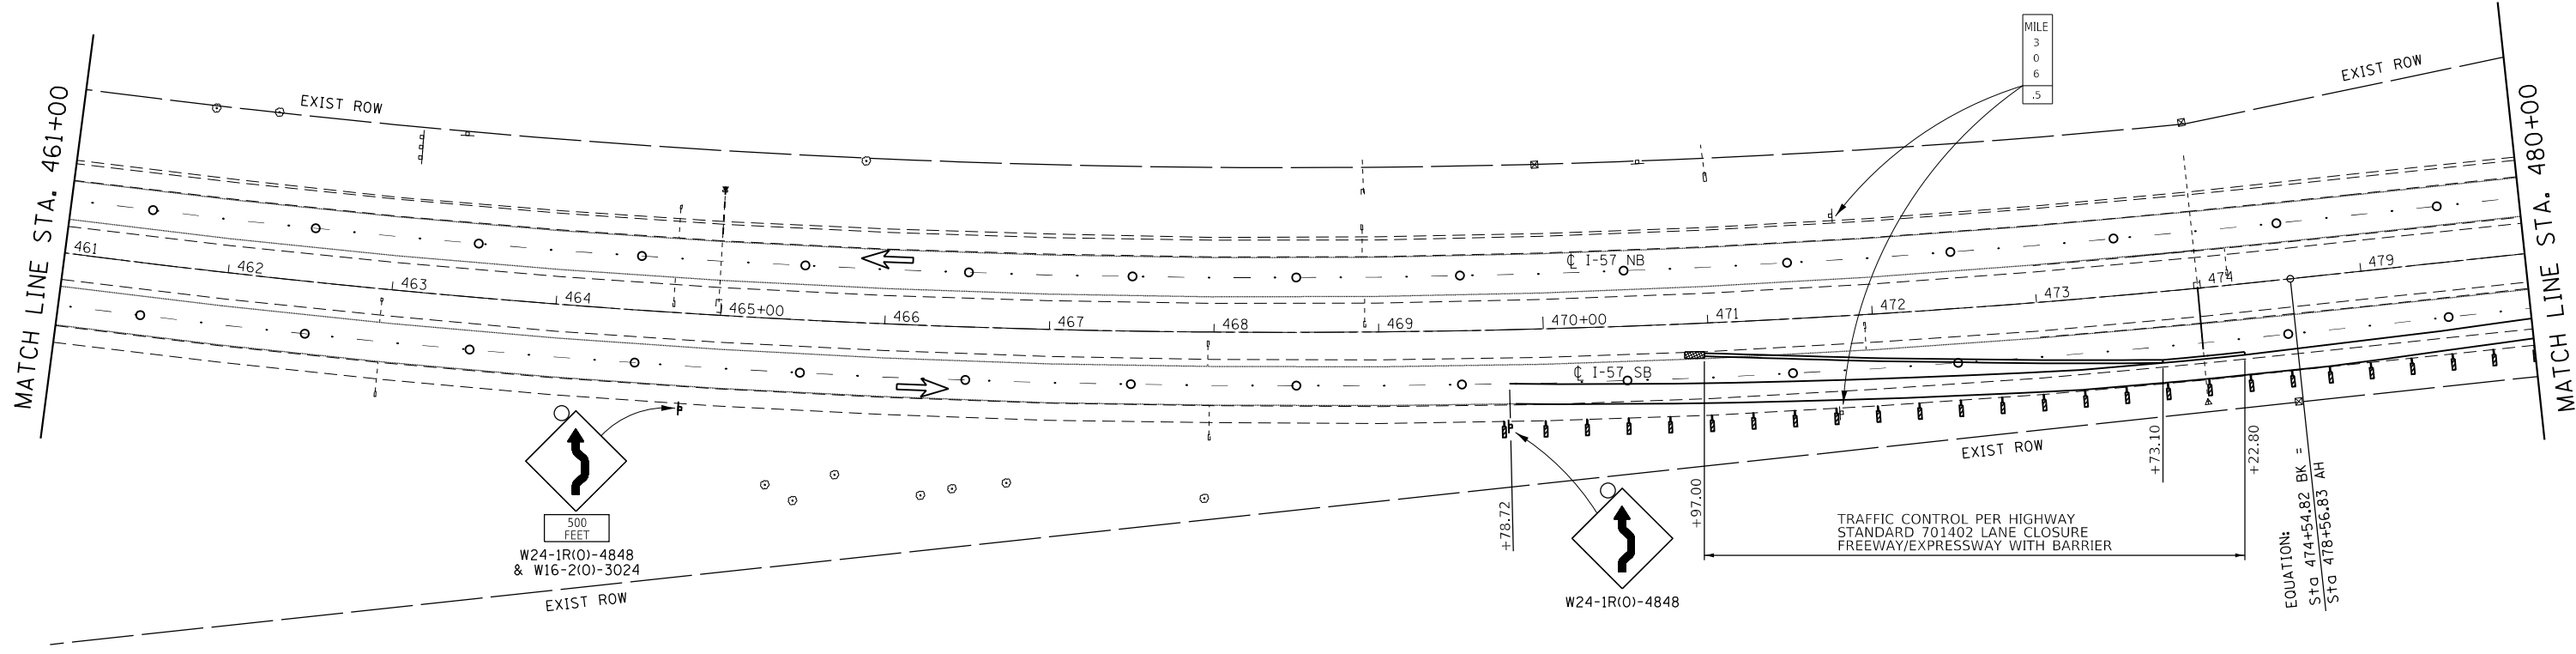 MILE
3
0
6
.5
EXIST ROW
EXIST ROW
MATCH LINE STA. 461+00
MATCH LINE STA. 480+00
℄ I-57 NB
461
462
463
464
465+00
466
467
468
469
470+00
471
472
473
474
479
℄ I-57 SB
500
FEET
W24-1R(O)-4848
& W16-2(O)-3024
EXIST ROW
EXIST ROW
+78.72
+97.00
+73.10
+22.80
TRAFFIC CONTROL PER HIGHWAY
STANDARD 701402 LANE CLOSURE
FREEWAY/EXPRESSWAY WITH BARRIER
W24-1R(O)-4848
EQUATION:
Sta 474+54.82 BK =
Sta 478+56.83 AH